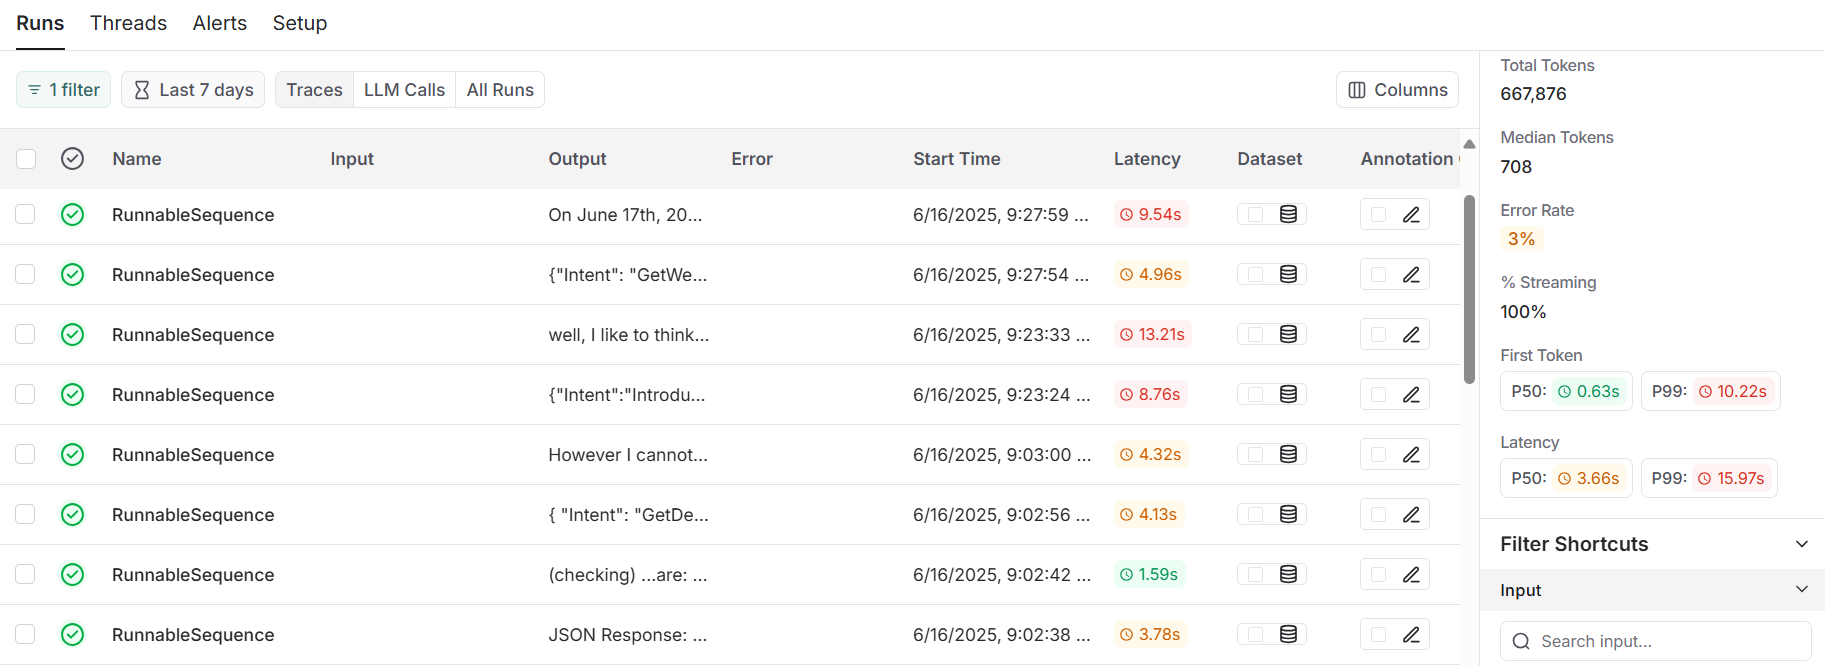 Runs Threads Alerts Setup
1 filter Last 7 days Traces LLM Calls All Runs Columns
Name Input Output Error Start Time Latency Dataset Annotation
RunnableSequence On June 17th, 20... 6/16/2025, 9:27:59 ... 9.54s
RunnableSequence {"Intent": "GetWe... 6/16/2025, 9:27:54 ... 4.96s
RunnableSequence well, I like to think... 6/16/2025, 9:23:33 ... 13.21s
RunnableSequence {"Intent":"Introdu... 6/16/2025, 9:23:24 ... 8.76s
RunnableSequence However I cannot... 6/16/2025, 9:03:00 ... 4.32s
RunnableSequence { "Intent": "GetDe... 6/16/2025, 9:02:56 ... 4.13s
RunnableSequence (checking) ...are: ... 6/16/2025, 9:02:42 ... 1.59s
RunnableSequence JSON Response: ... 6/16/2025, 9:02:38 ... 3.78s
Total Tokens
667,876
Median Tokens
708
Error Rate
3%
% Streaming
100%
First Token
P50: 0.63s P99: 10.22s
Latency
P50: 3.66s P99: 15.97s
Filter Shortcuts
Input
Search input...